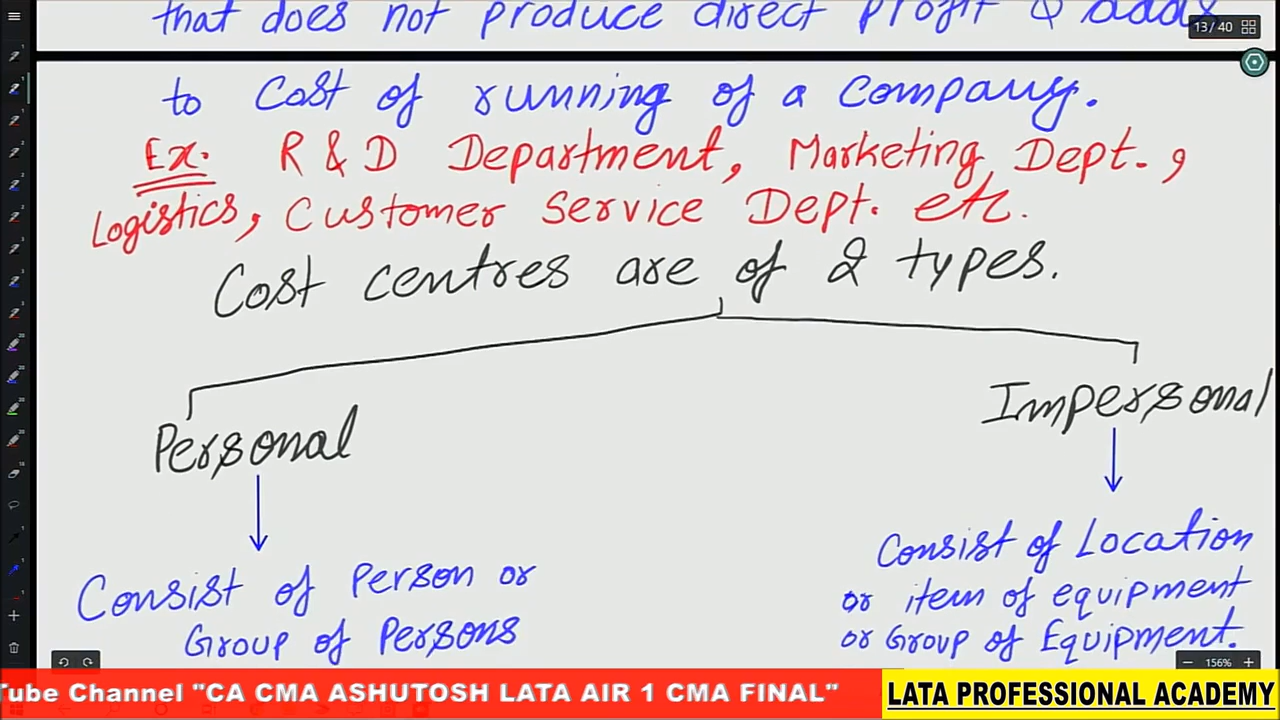 that does not produce direct profit & adds
13/40
to Cost of running of a Company.
Ex. R & D Department, Marketing Dept.,
Logistics, Customer Service Dept. etc.
Cost centres are of 2 types.
Personal
Impersonal
Consist of Person or
Group of Persons
Consist of Location
or item of equipment
or Group of Equipment.
156%
Tube Channel "CA CMA ASHUTOSH LATA AIR 1 CMA FINAL"
LATA PROFESSIONAL ACADEMY